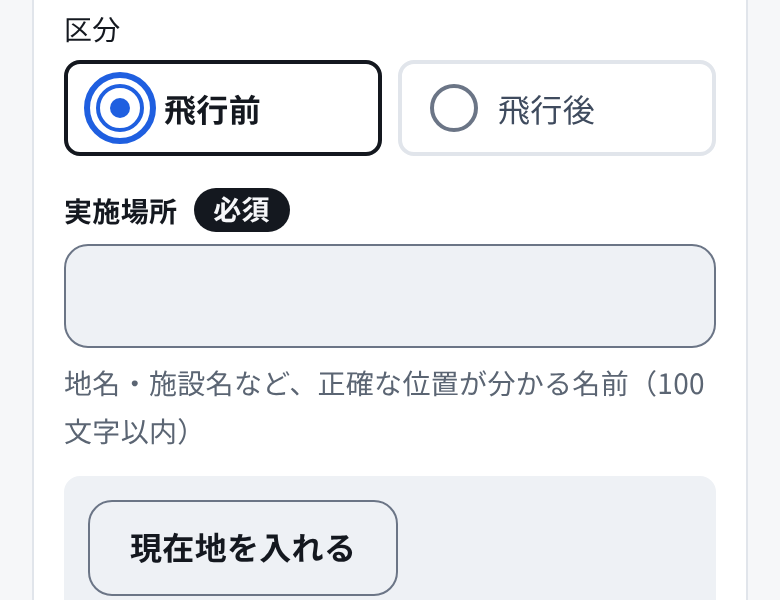 区分
飛行前
飛行後
実施場所 必須
地名・施設名など、正確な位置が分かる名前（100
文字以内）
現在地を入れる